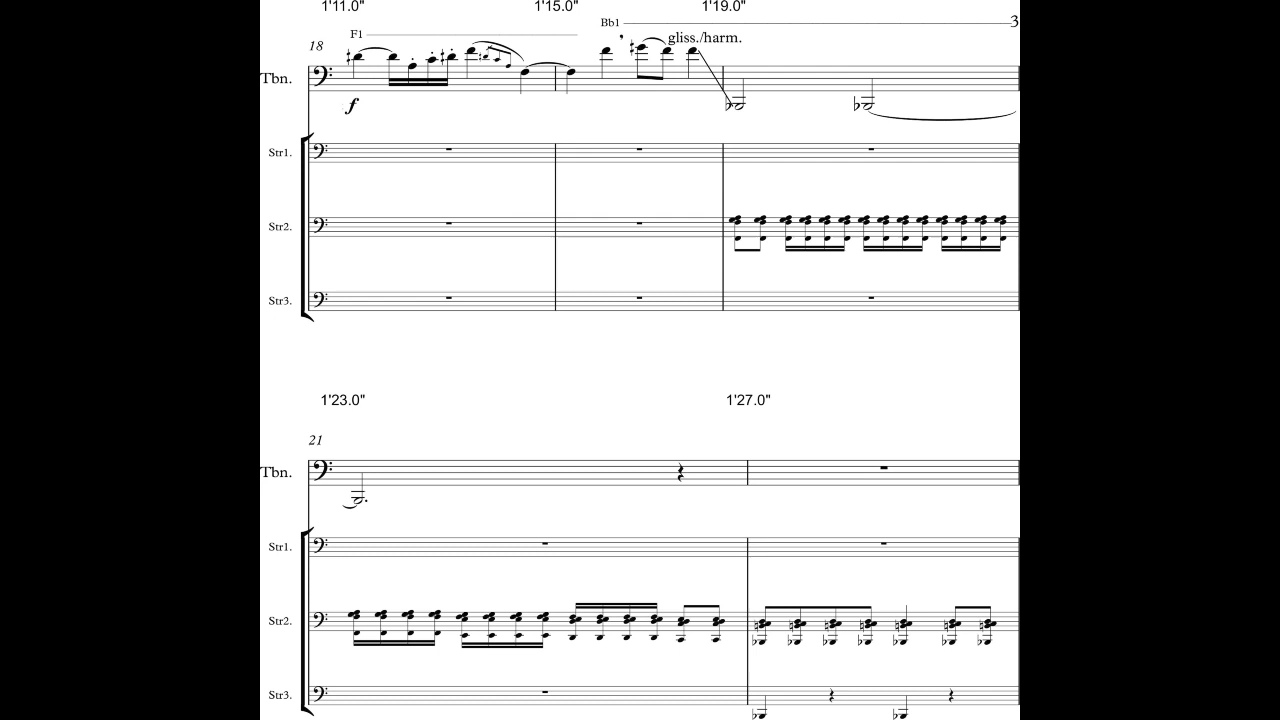 1'11.0" 1'15.0" 1'19.0"
Bb1 3
F1 gliss./harm.
18
Tbn.
f
Str1.
Str2.
Str3.
1'23.0" 1'27.0"
21
Tbn.
Str1.
Str2.
Str3.